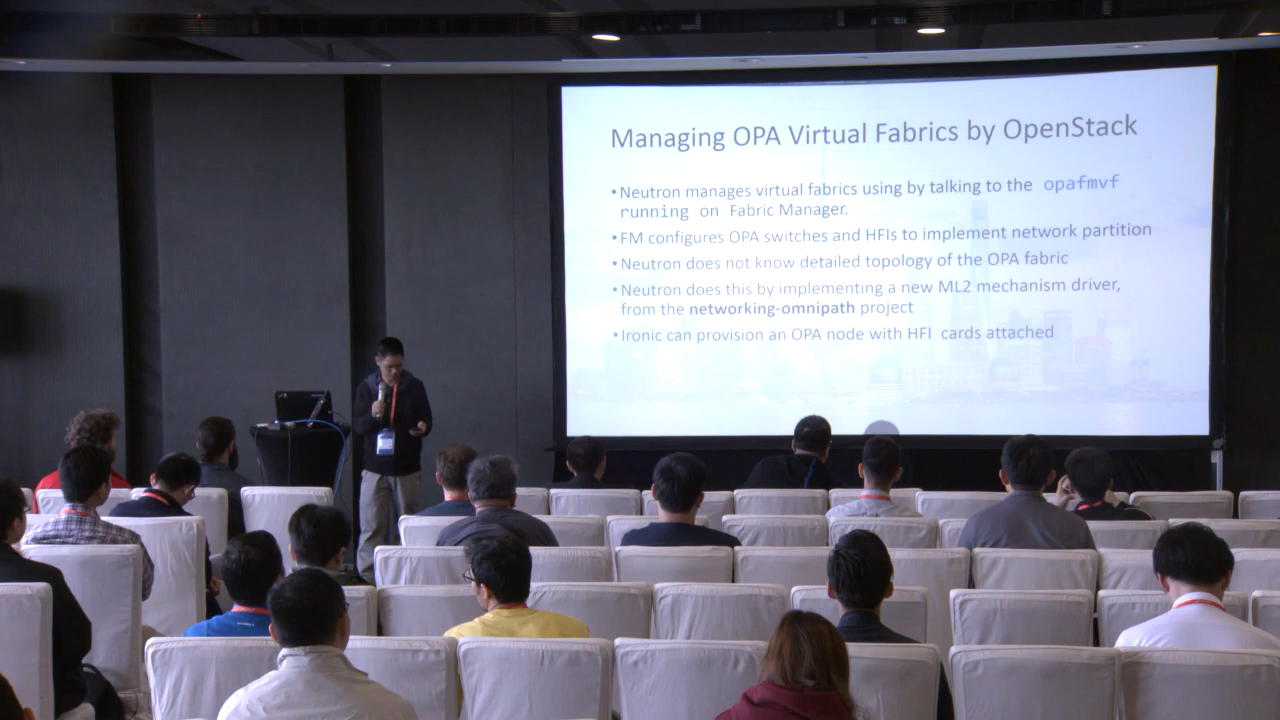 Managing OPA Virtual Fabrics by OpenStack
•Neutron manages virtual fabrics using by talking to the opafmvf
running on Fabric Manager.
•FM configures OPA switches and HFIs to implement network partition
•Neutron does not know detailed topology of the OPA fabric
•Neutron does this by implementing a new ML2 mechanism driver,
from the networking-omnipath project
•Ironic can provision an OPA node with HFI cards attached